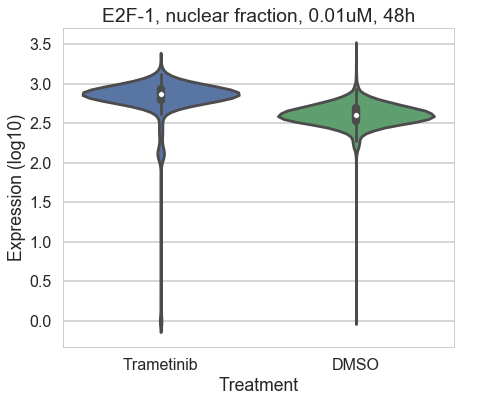 E2F-1, nuclear fraction, 0.01uM, 48h
Expression (log10)
3.5
3.0
2.5
2.0
1.5
1.0
0.5
0.0
Trametinib DMSO
Treatment